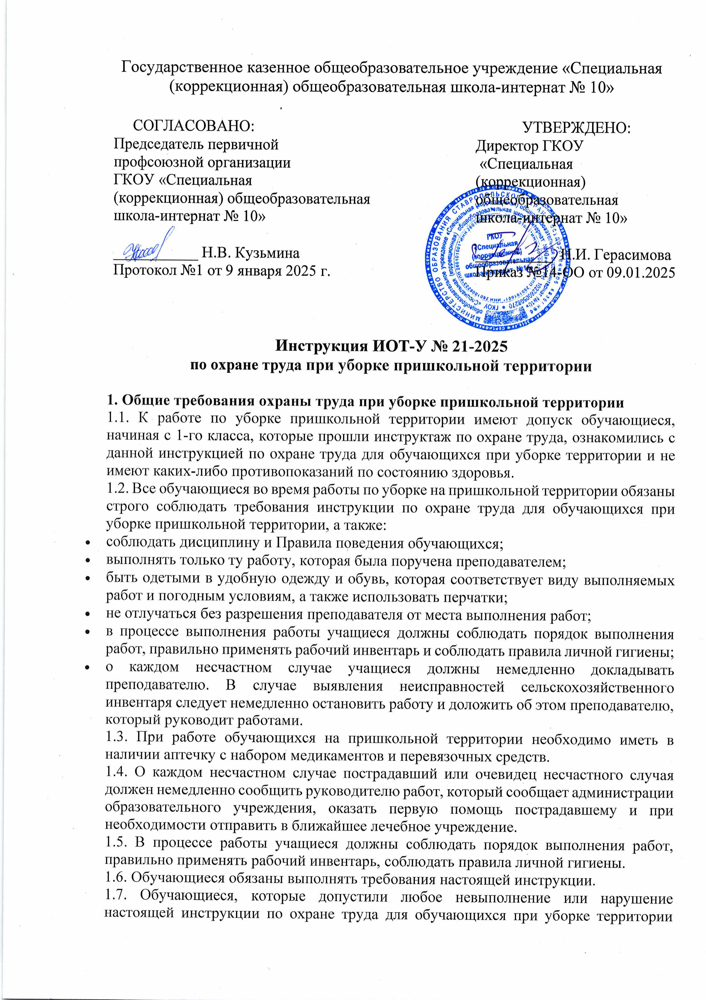 Государственное казенное общеобразовательное учреждение «Специальная
(коррекционная) общеобразовательная школа-интернат № 10»
СОГЛАСОВАНО:
Председатель первичной
профсоюзной организации
ГКОУ «Специальная
(коррекционная) общеобразовательная
школа-интернат № 10»
Н.В. Кузьмина
Протокол №1 от 9 января 2025 г.
УТВЕРЖДЕНО:
Директор ГКОУ
«Специальная
(коррекционная)
общеобразовательная
школа-интернат № 10»
Н.И. Герасимова
Приказ №14-ОО от 09.01.2025
ГКОУ
«Специальная
(коррекционная)
общеобразовательная
школа-интернат №10»
Инструкция ИОТ-У № 21-2025
по охране труда при уборке пришкольной территории
1. Общие требования охраны труда при уборке пришкольной территории
1.1. К работе по уборке пришкольной территории имеют допуск обучающиеся,
начиная с 1-го класса, которые прошли инструктаж по охране труда, ознакомились с
данной инструкцией по охране труда для обучающихся при уборке территории и не
имеют каких-либо противопоказаний по состоянию здоровья.
1.2. Все обучающиеся во время работы по уборке на пришкольной территории обязаны
строго соблюдать требования инструкции по охране труда для обучающихся при
уборке пришкольной территории, а также:
• соблюдать дисциплину и Правила поведения обучающихся;
• выполнять только ту работу, которая была поручена преподавателем;
• быть одетыми в удобную одежду и обувь, которая соответствует виду выполняемых
работ и погодным условиям, а также использовать перчатки;
• не отлучаться без разрешения преподавателя от места выполнения работ;
• в процессе выполнения работы учащиеся должны соблюдать порядок выполнения
работ, правильно применять рабочий инвентарь и соблюдать правила личной гигиены;
• о каждом несчастном случае учащиеся должны немедленно докладывать
преподавателю. В случае выявления неисправностей сельскохозяйственного
инвентаря следует немедленно остановить работу и доложить об этом преподавателю,
который руководит работами.
1.3. При работе обучающихся на пришкольной территории необходимо иметь в
наличии аптечку с набором медикаментов и перевязочных средств.
1.4. О каждом несчастном случае пострадавший или очевидец несчастного случая
должен немедленно сообщить руководителю работ, который сообщает администрации
образовательного учреждения, оказать первую помощь пострадавшему и при
необходимости отправить в ближайшее лечебное учреждение.
1.5. В процессе работы учащиеся должны соблюдать порядок выполнения работ,
правильно применять рабочий инвентарь, соблюдать правила личной гигиены.
1.6. Обучающиеся обязаны выполнять требования настоящей инструкции.
1.7. Обучающиеся, которые допустили любое невыполнение или нарушение
настоящей инструкции по охране труда для обучающихся при уборке территории